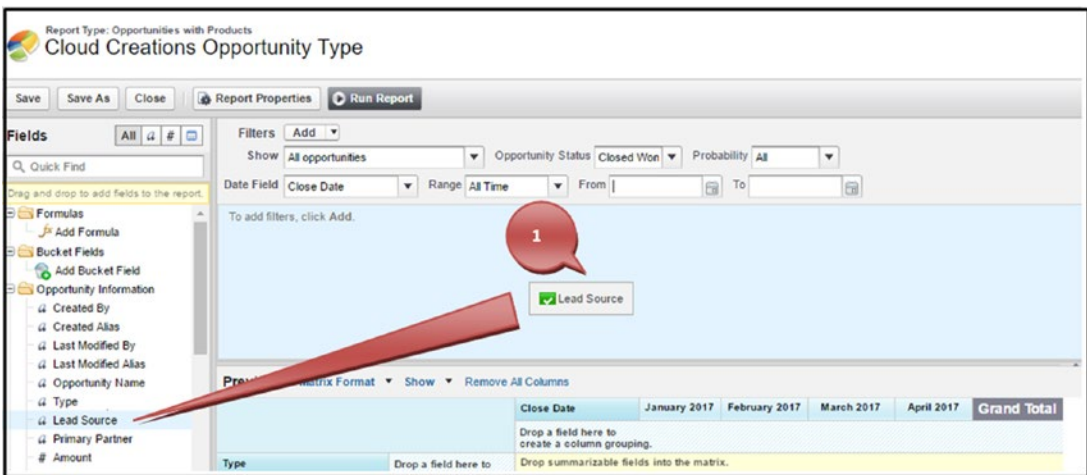 Report Type: Opportunities with Products
Cloud Creations Opportunity Type
Save Save As Close Report Properties Run Report
Fields All a # Filters Add
Quick Find
Show All opportunities Opportunity Status Closed Won Probability All
Date Field Close Date Range All Time From To
Drag and drop to add fields to the report.
To add filters, click Add.
Formulas
fx Add Formula
Bucket Fields
Add Bucket Field
Opportunity Information
a Created By
a Created Alias
a Last Modified By
a Last Modified Alias
a Opportunity Name
a Type
a Lead Source
a Primary Partner
# Amount
1
Lead Source
Matrix Format Show Remove All Columns
Close Date January 2017 February 2017 March 2017 April 2017 Grand Total
Drop a field here to
create a column grouping.
Type Drop a field here to Drop summarizable fields into the matrix.